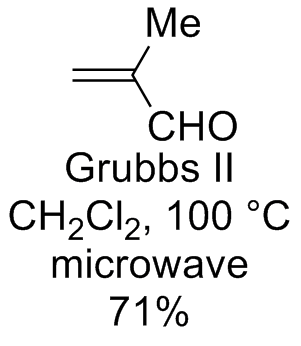 Me
CHO
Grubbs II
CH₂Cl₂, 100 °C
microwave
71%